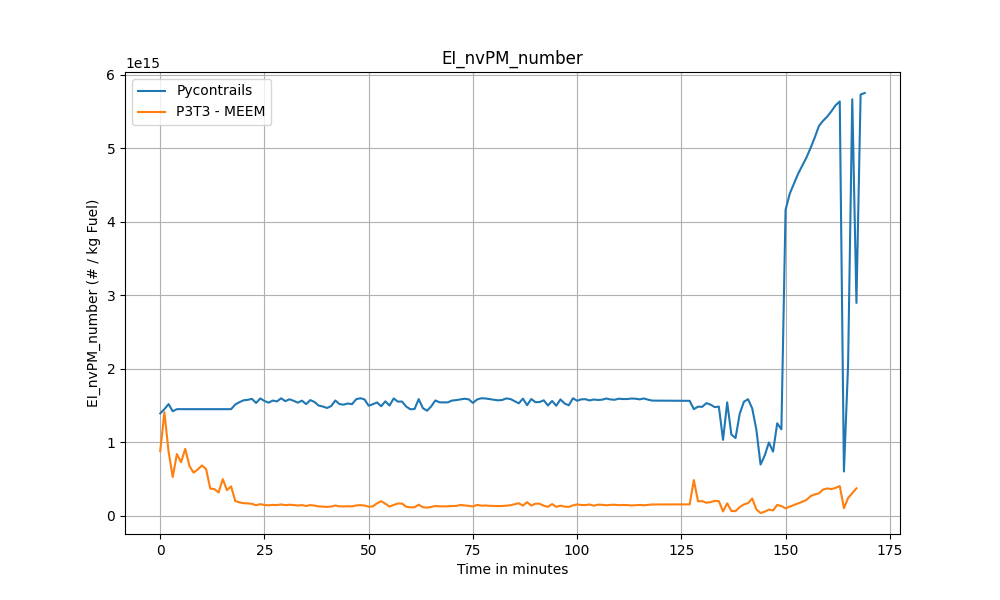 EI_nvPM_number
1e15
Pycontrails
P3T3 - MEEM
EI_nvPM_number (# / kg Fuel)
6
5
4
3
2
1
0
0 25 50 75 100 125 150 175
Time in minutes